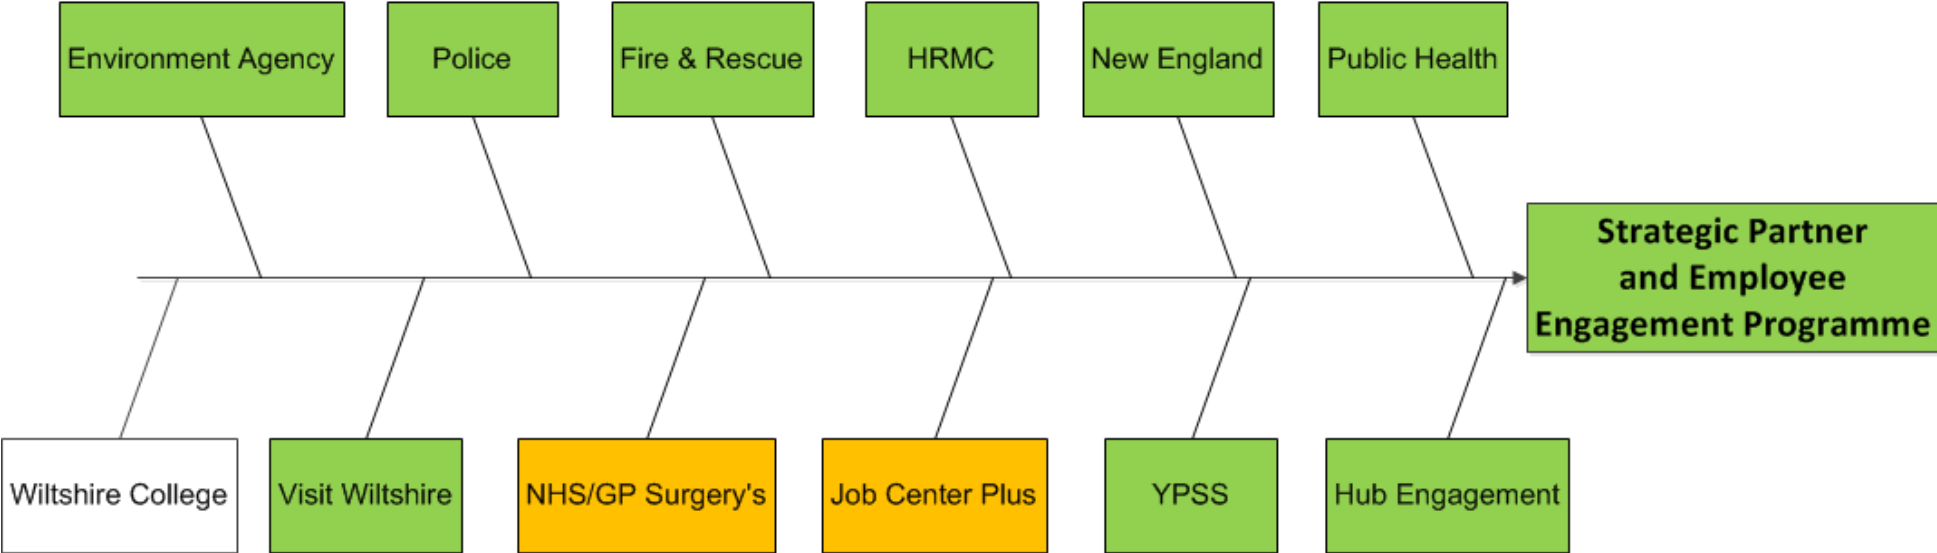 Environment Agency
Police
Fire & Rescue
HRMC
New England
Public Health
Strategic Partner
and Employee
Engagement Programme
Wiltshire College
Visit Wiltshire
NHS/GP Surgery's
Job Center Plus
YPSS
Hub Engagement